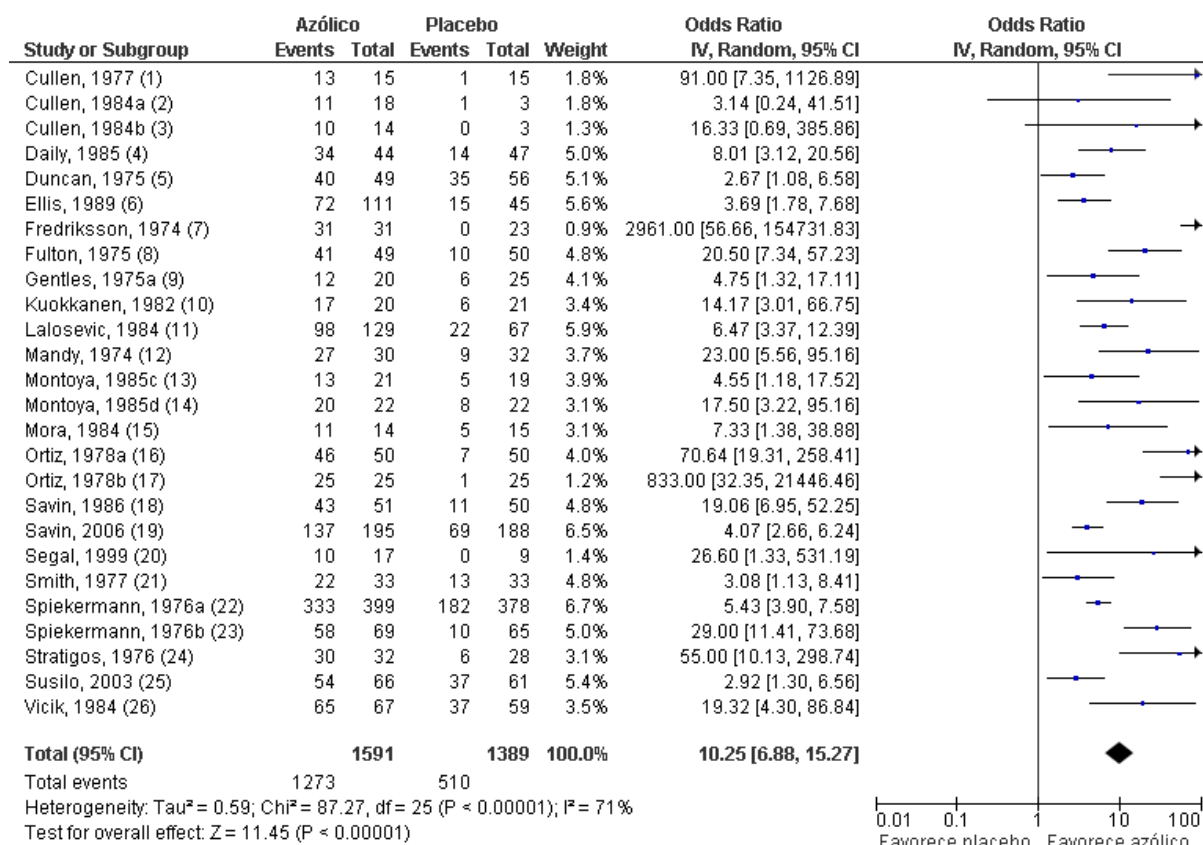 Azólico Placebo Odds Ratio Odds Ratio
Study or Subgroup Events Total Events Total Weight IV, Random, 95% CI IV, Random, 95% CI
Cullen, 1977 (1) 13 15 1 15 1.8% 91.00 [7.35, 1126.89]
Cullen, 1984a (2) 11 18 1 3 1.8% 3.14 [0.24, 41.51]
Cullen, 1984b (3) 10 14 0 3 1.3% 16.33 [0.69, 385.86]
Daily, 1985 (4) 34 44 14 47 5.0% 8.01 [3.12, 20.56]
Duncan, 1975 (5) 40 49 35 56 5.1% 2.67 [1.08, 6.58]
Ellis, 1989 (6) 72 111 15 45 5.6% 3.69 [1.78, 7.68]
Fredriksson, 1974 (7) 31 31 0 23 0.9% 2961.00 [56.66, 154731.83]
Fulton, 1975 (8) 41 49 10 50 4.8% 20.50 [7.34, 57.23]
Gentles, 1975a (9) 12 20 6 25 4.1% 4.75 [1.32, 17.11]
Kuokkanen, 1982 (10) 17 20 6 21 3.4% 14.17 [3.01, 66.75]
Lalosevic, 1984 (11) 98 129 22 67 5.9% 6.47 [3.37, 12.39]
Mandy, 1974 (12) 27 30 9 32 3.7% 23.00 [5.56, 95.16]
Montoya, 1985c (13) 13 21 5 19 3.9% 4.55 [1.18, 17.52]
Montoya, 1985d (14) 20 22 8 22 3.1% 17.50 [3.22, 95.16]
Mora, 1984 (15) 11 14 5 15 3.1% 7.33 [1.38, 38.88]
Ortiz, 1978a (16) 46 50 7 50 4.0% 70.64 [19.31, 258.41]
Ortiz, 1978b (17) 25 25 1 25 1.2% 833.00 [32.35, 21446.46]
Savin, 1986 (18) 43 51 11 50 4.8% 19.06 [6.95, 52.25]
Savin, 2006 (19) 137 195 69 188 6.5% 4.07 [2.66, 6.24]
Segal, 1999 (20) 10 17 0 9 1.4% 26.60 [1.33, 531.19]
Smith, 1977 (21) 22 33 13 33 4.8% 3.08 [1.13, 8.41]
Spiekermann, 1976a (22) 333 399 182 378 6.7% 5.43 [3.90, 7.58]
Spiekermann, 1976b (23) 58 69 10 65 5.0% 29.00 [11.41, 73.68]
Stratigos, 1976 (24) 30 32 6 28 3.1% 55.00 [10.13, 298.74]
Susilo, 2003 (25) 54 66 37 61 5.4% 2.92 [1.30, 6.56]
Vicik, 1984 (26) 65 67 37 59 3.5% 19.32 [4.30, 86.84]
Total (95% CI) 1591 1389 100.0% 10.25 [6.88, 15.27]
Total events 1273 510
Heterogeneity: Tau² = 0.59; Chi² = 87.27, df = 25 (P < 0.00001); I² = 71%
Test for overall effect: Z = 11.45 (P < 0.00001)
0.01 0.1 1 10 100
Favorece placebo Favorece azólico